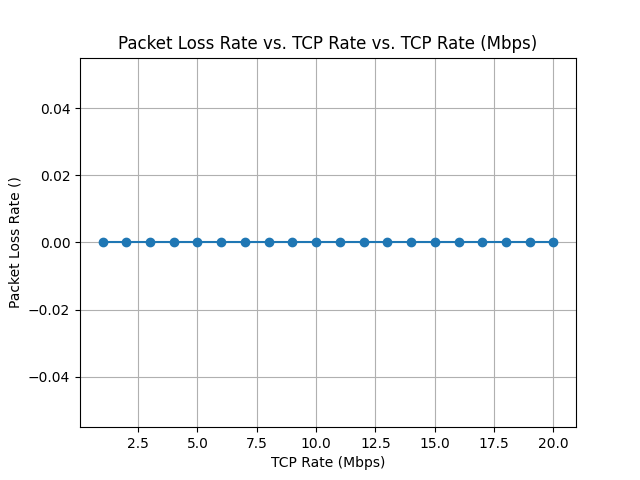 Packet Loss Rate vs. TCP Rate vs. TCP Rate (Mbps)
Packet Loss Rate ()
0.04
0.02
0.00
−0.02
−0.04
2.5 5.0 7.5 10.0 12.5 15.0 17.5 20.0
TCP Rate (Mbps)